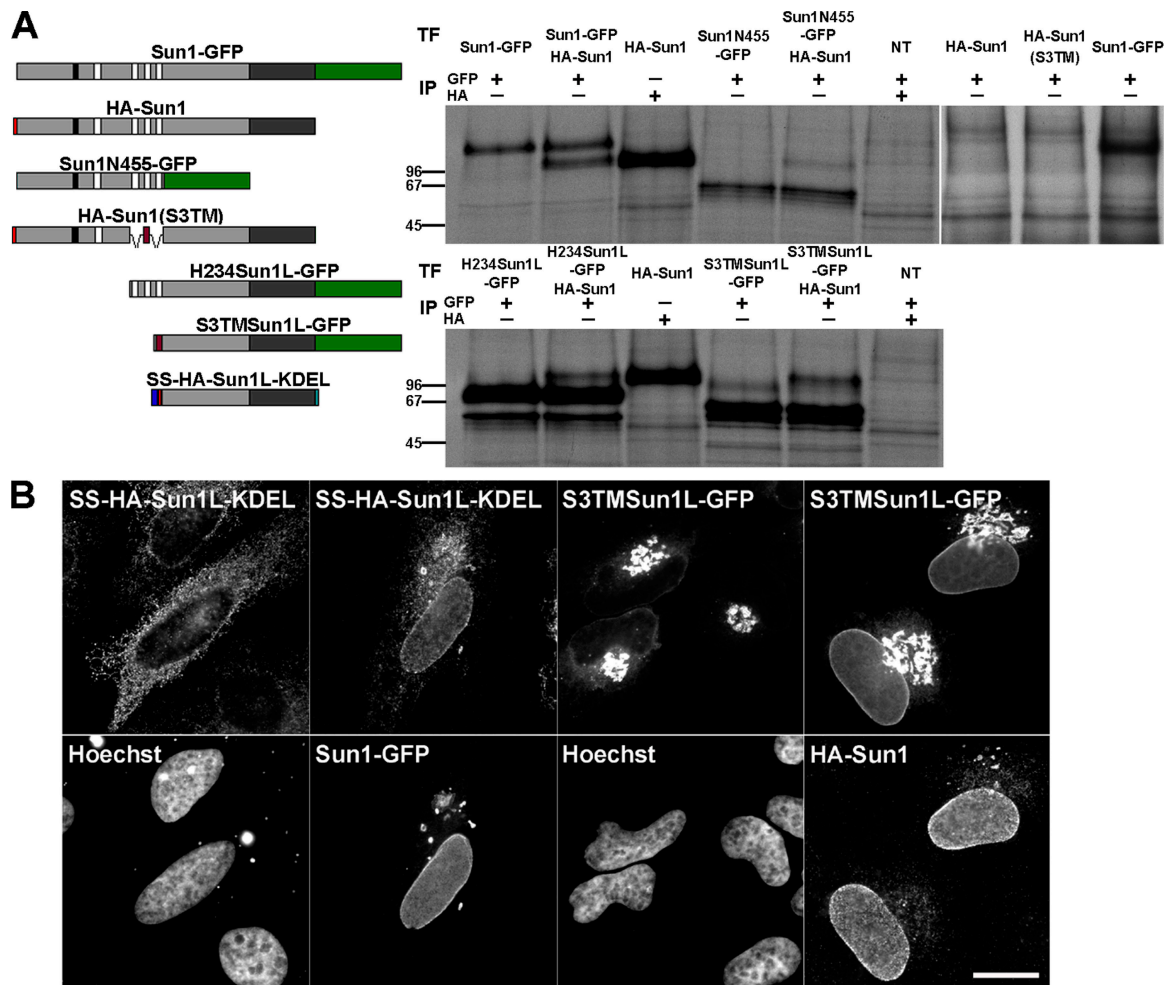 A
Sun1-GFP
HA-Sun1
Sun1N455-GFP
HA-Sun1(S3TM)
H234Sun1L-GFP
S3TMSun1L-GFP
SS-HA-Sun1L-KDEL
TF Sun1-GFP Sun1-GFP HA-Sun1 HA-Sun1 Sun1N455 -GFP Sun1N455 -GFP HA-Sun1 NT HA-Sun1 HA-Sun1 (S3TM) Sun1-GFP
IP
GFP + + – + + + + + +
HA – – + – – + – – –
96
67
45
TF H234Sun1L -GFP H234Sun1L -GFP HA-Sun1 HA-Sun1 S3TMSun1L -GFP S3TMSun1L -GFP HA-Sun1 NT
IP
GFP + + – + + +
HA – – + – – +
96
67
45
B
SS-HA-Sun1L-KDEL SS-HA-Sun1L-KDEL S3TMSun1L-GFP S3TMSun1L-GFP
Hoechst Sun1-GFP Hoechst HA-Sun1